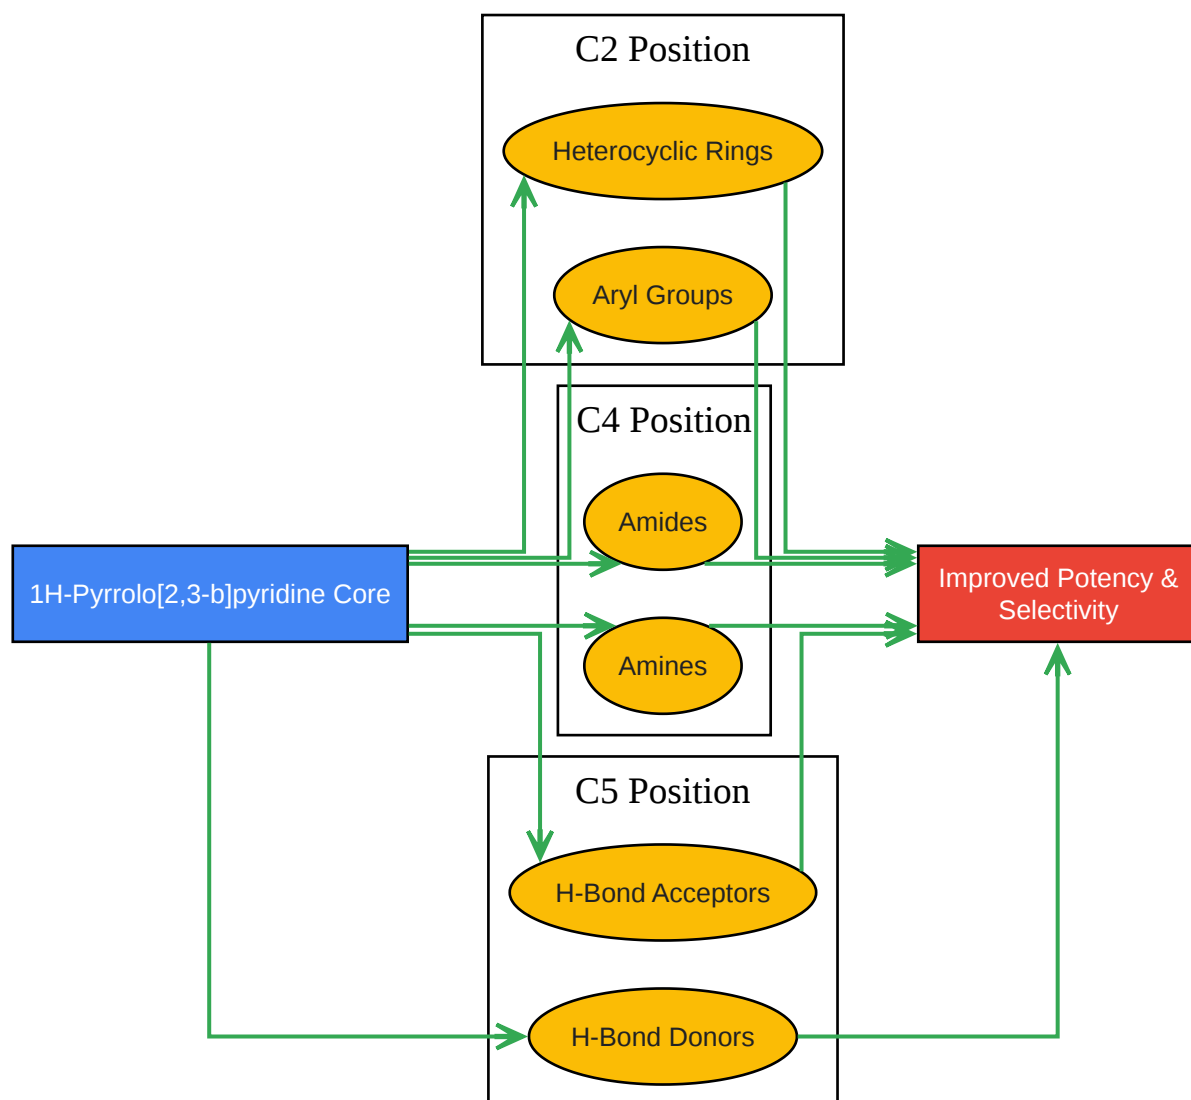 C2 Position
Heterocyclic Rings
Aryl Groups
C4 Position
Amides
1H-Pyrrolo[2,3-b]pyridine Core
Improved Potency &
Selectivity
Amines
C5 Position
H-Bond Acceptors
H-Bond Donors